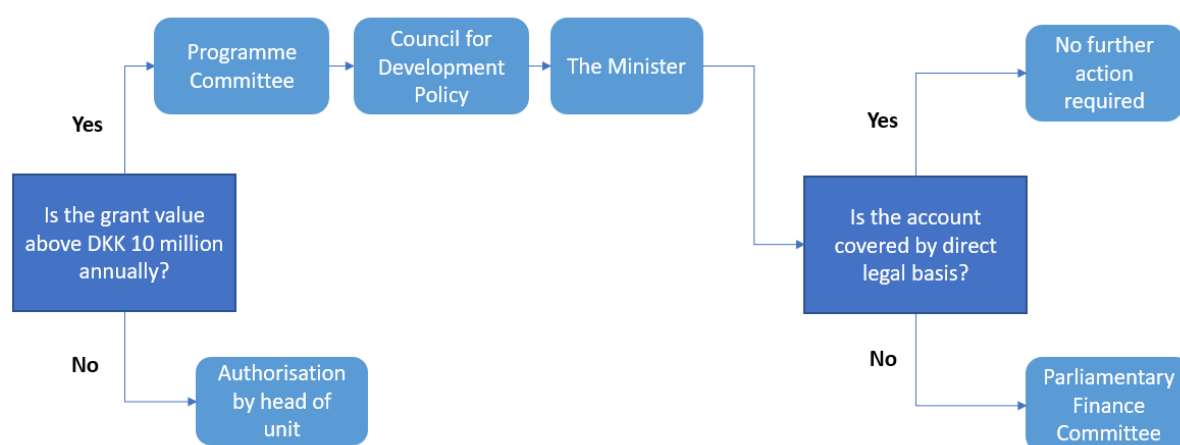 Programme
Committee
Council for
Development
Policy
The Minister
No further
action
required
Yes
Yes
Is the grant value
above DKK 10 million
annually?
Is the account
covered by direct
legal basis?
No
No
Authorisation
by head of
unit
Parliamentary
Finance
Committee